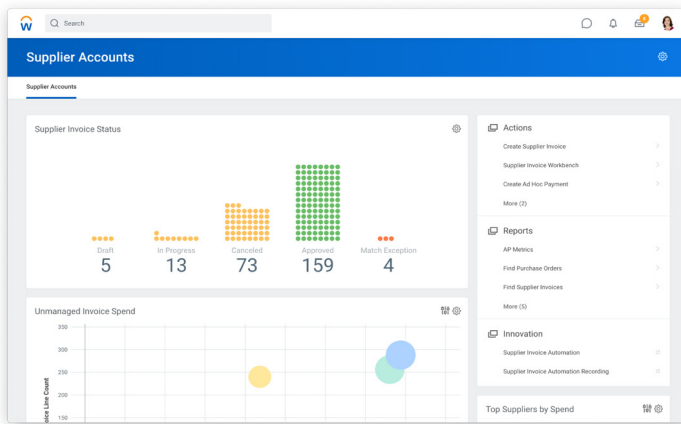 Search
Supplier Accounts
Supplier Accounts
Supplier Invoice Status
Draft
5
In Progress
13
Canceled
73
Approved
159
Match Exception
4
Unmanaged Invoice Spend
350
300
250
200
150
Invoice Line Count
Actions
Create Supplier Invoice
Supplier Invoice Workbench
Create Ad Hoc Payment
More (2)
Reports
AP Metrics
Find Purchase Orders
Find Supplier Invoices
More (5)
Innovation
Supplier Invoice Automation
Supplier Invoice Automation Recording
Top Suppliers by Spend